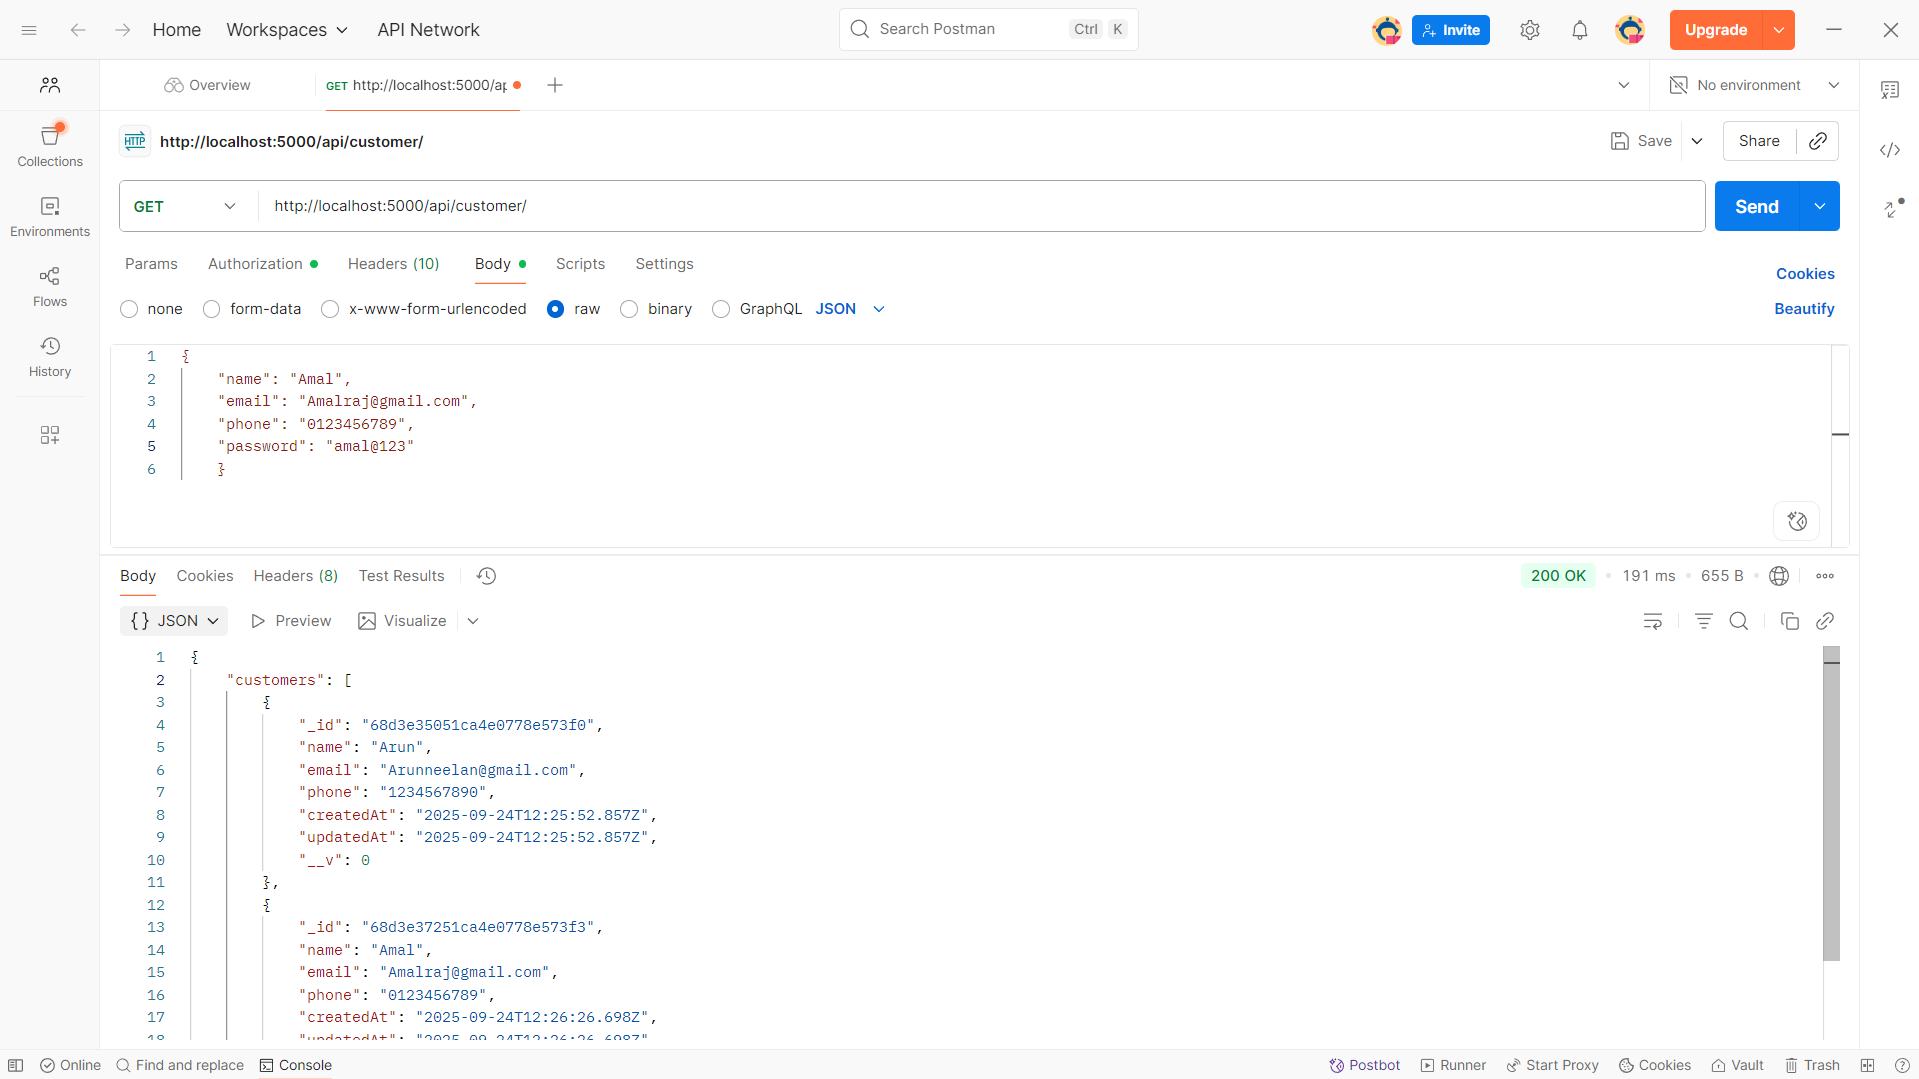 Home Workspaces API Network Search Postman Ctrl K Invite Upgrade
Overview GET http://localhost:5000/ap No environment
HTTP http://localhost:5000/api/customer/ Save Share
Collections
GET http://localhost:5000/api/customer/ Send
Environments
Params Authorization Headers (10) Body Scripts Settings Cookies
Flows
none form-data x-www-form-urlencoded raw binary GraphQL JSON Beautify
History
1 {
2 "name": "Amal",
3 "email": "Amalraj@gmail.com",
4 "phone": "0123456789",
5 "password": "amal@123"
6 }
Body Cookies Headers (8) Test Results 200 OK 191 ms 655 B
{} JSON Preview Visualize
1 {
2 "customers": [
3 {
4 "_id": "68d3e35051ca4e0778e573f0",
5 "name": "Arun",
6 "email": "Arunneelan@gmail.com",
7 "phone": "1234567890",
8 "createdAt": "2025-09-24T12:25:52.857Z",
9 "updatedAt": "2025-09-24T12:25:52.857Z",
10 "__v": 0
11 },
12 {
13 "_id": "68d3e37251ca4e0778e573f3",
14 "name": "Amal",
15 "email": "Amalraj@gmail.com",
16 "phone": "0123456789",
17 "createdAt": "2025-09-24T12:26:26.698Z",
18 "updatedAt": "2025-09-24T12:26:26.698Z"
Online Find and replace Console Postbot Runner Start Proxy Cookies Vault Trash